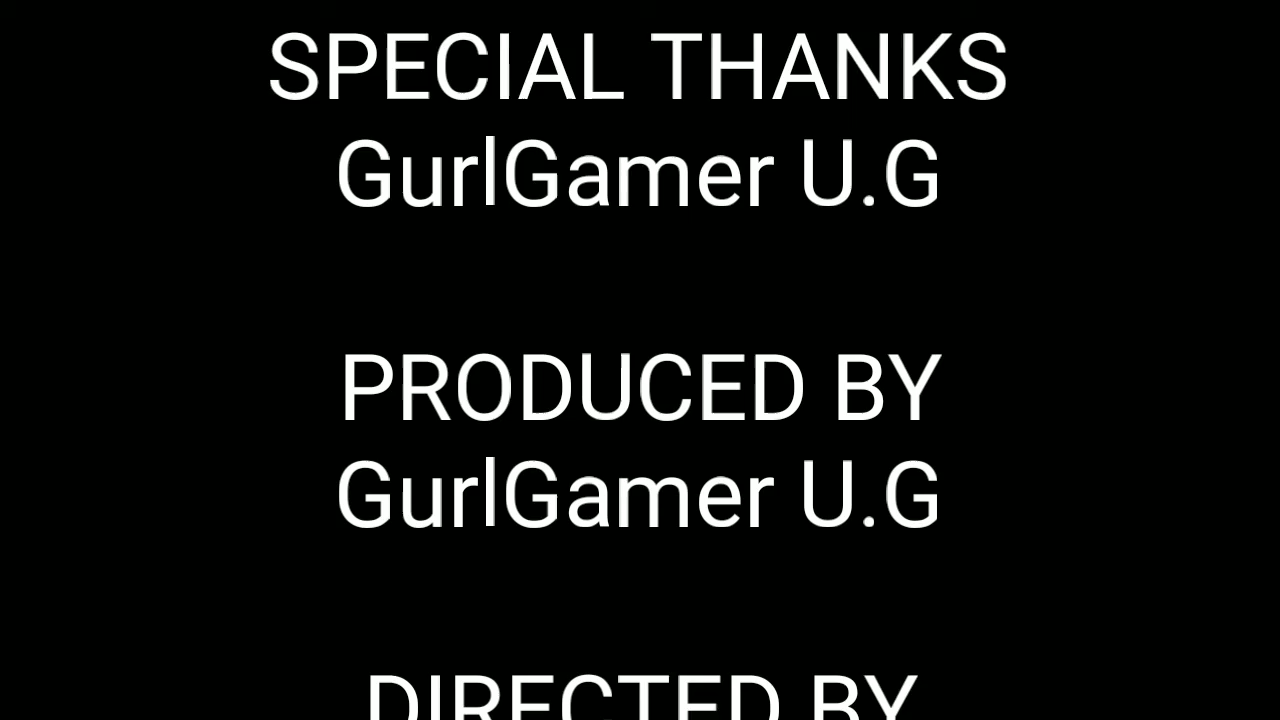 SPECIAL THANKS
GurlGamer U.G
PRODUCED BY
GurlGamer U.G
DIRECTED BY